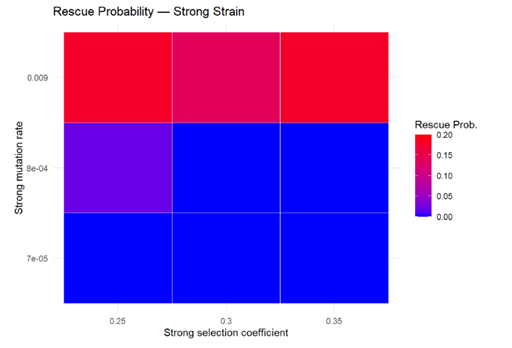 Rescue Probability — Strong Strain
Strong mutation rate
0.009
8e-04
7e-05
0.25 0.3 0.35
Strong selection coefficient
Rescue Prob.
0.20
0.15
0.10
0.05
0.00